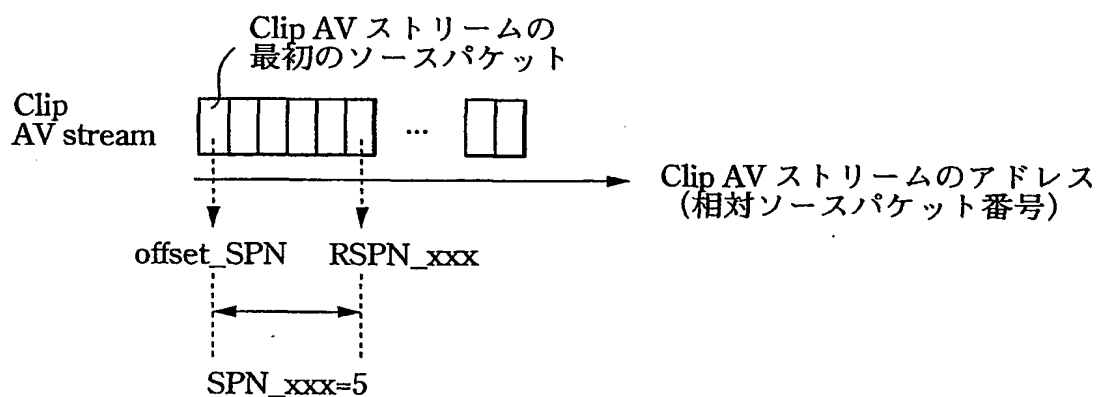 Clip AV ストリームの
最初のソースパケット
Clip
AV stream
...
Clip AV ストリームのアドレス
(相対ソースパケット番号)
offset_SPN RSPN_xxx
SPN_xxx=5